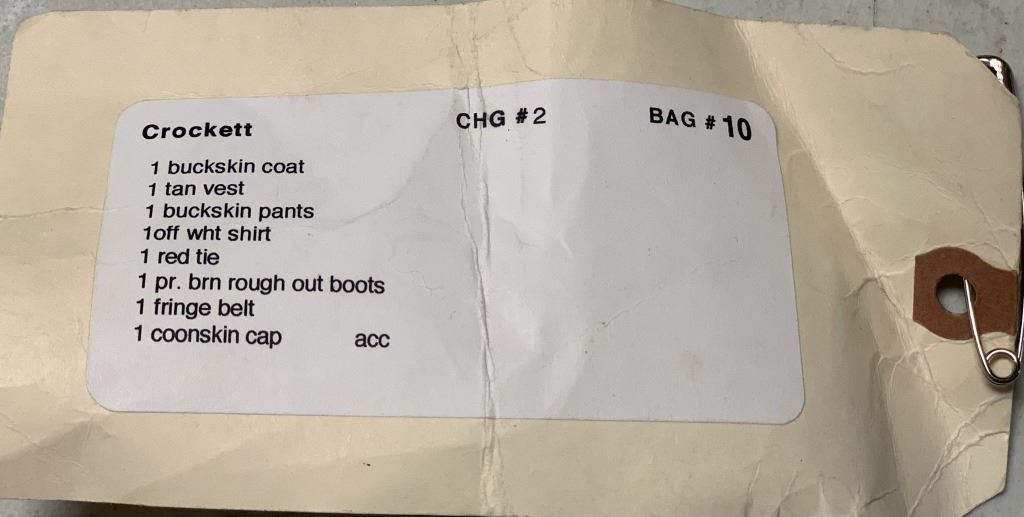 Crockett CHG #2 BAG # 10
1 buckskin coat
1 tan vest
1 buckskin pants
1off wht shirt
1 red tie
1 pr. brn rough out boots
1 fringe belt
1 coonskin cap acc